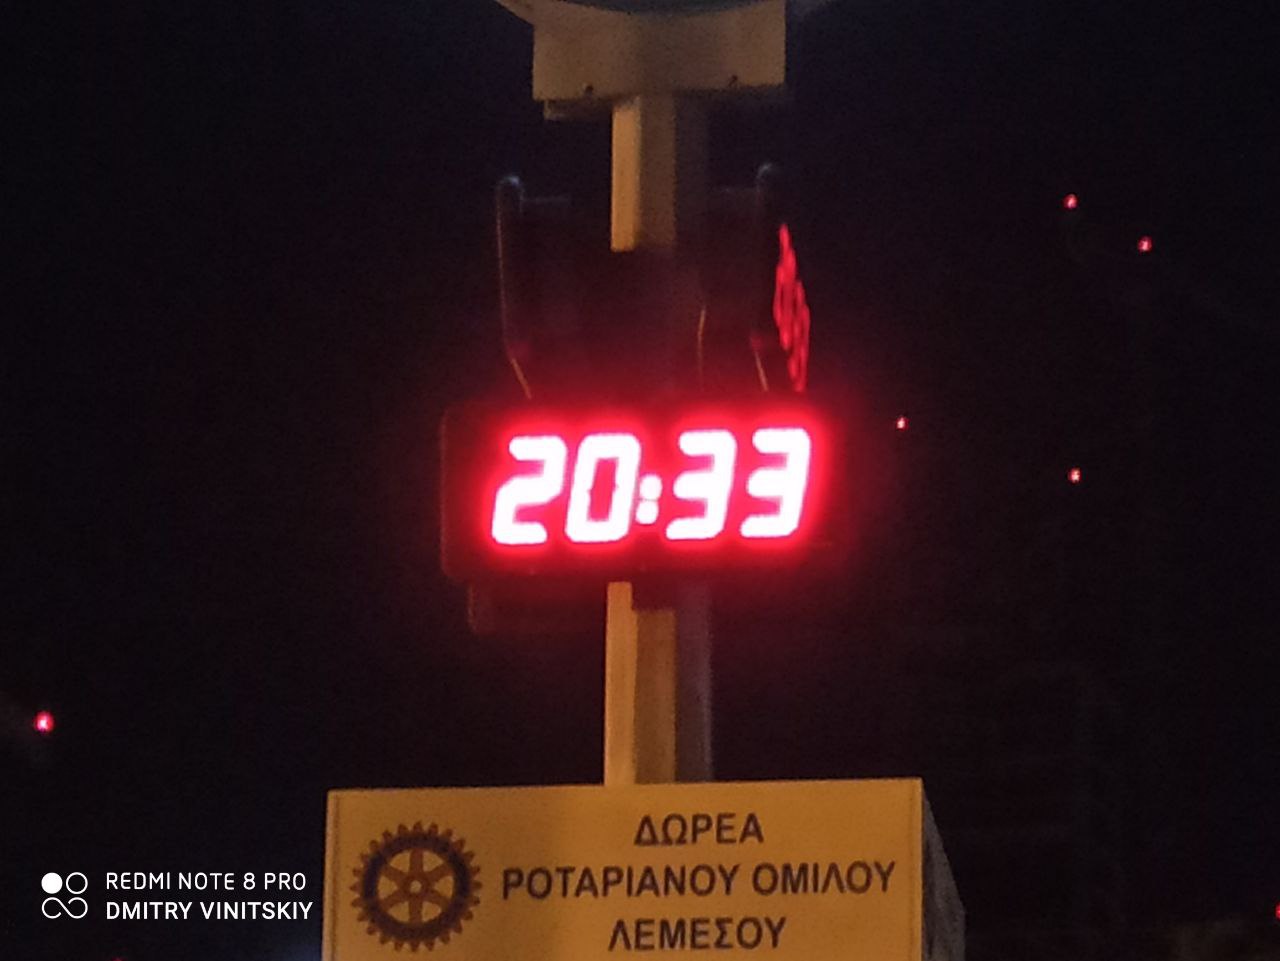 20:33
ΔΩΡΕΑ
ΡΟΤΑΡΙΑΝΟΥ ΟΜΙΛΟΥ
ΛΕΜΕΣΟΥ
REDMI NOTE 8 PRO
DMITRY VINITSKIY